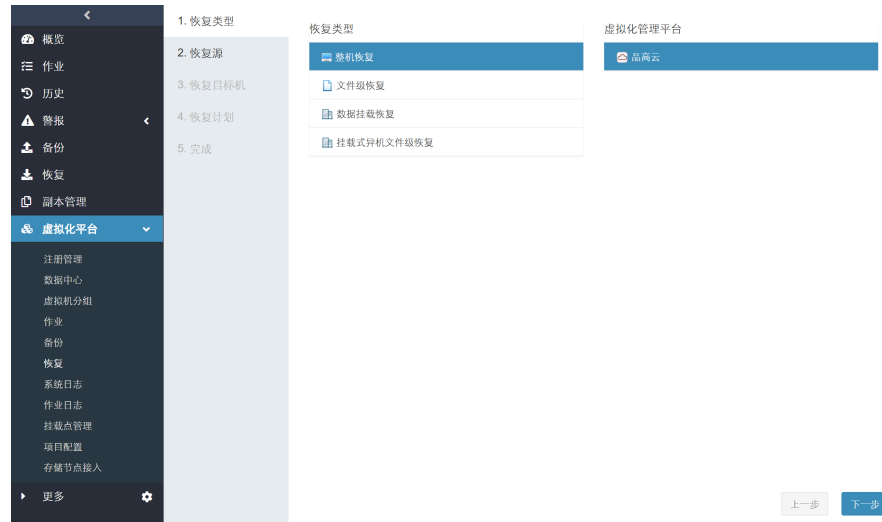 概览
作业
历史
警报
备份
恢复
副本管理
虚拟化平台
注册管理
数据中心
虚拟机分组
作业
备份
恢复
系统日志
作业日志
挂载点管理
项目配置
存储节点接入
更多
1. 恢复类型
2. 恢复源
3. 恢复目标机
4. 恢复计划
5. 完成
恢复类型
整机恢复
文件级恢复
数据挂载恢复
挂载式异机文件级恢复
虚拟化管理平台
品高云
上一步
下一步